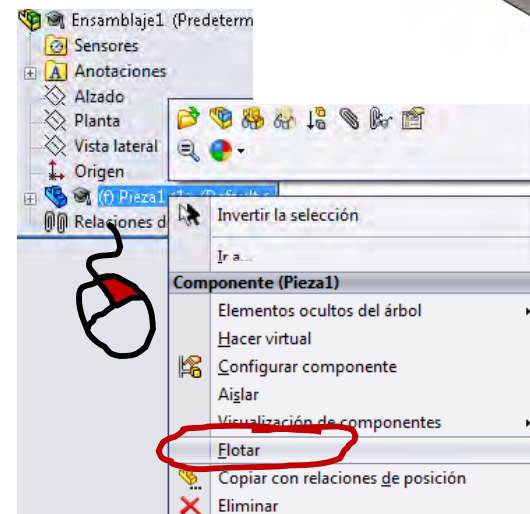 Ensamblaje1 (Predeterm
Sensores
Anotaciones
Alzado
Planta
Vista lateral
Origen
(f) Pieza1
Relaciones d
Invertir la selección
Ir a...
Componente (Pieza1)
Elementos ocultos del árbol
Hacer virtual
Configurar componente
Aislar
Visualización de componentes
Flotar
Copiar con relaciones de posición
Eliminar